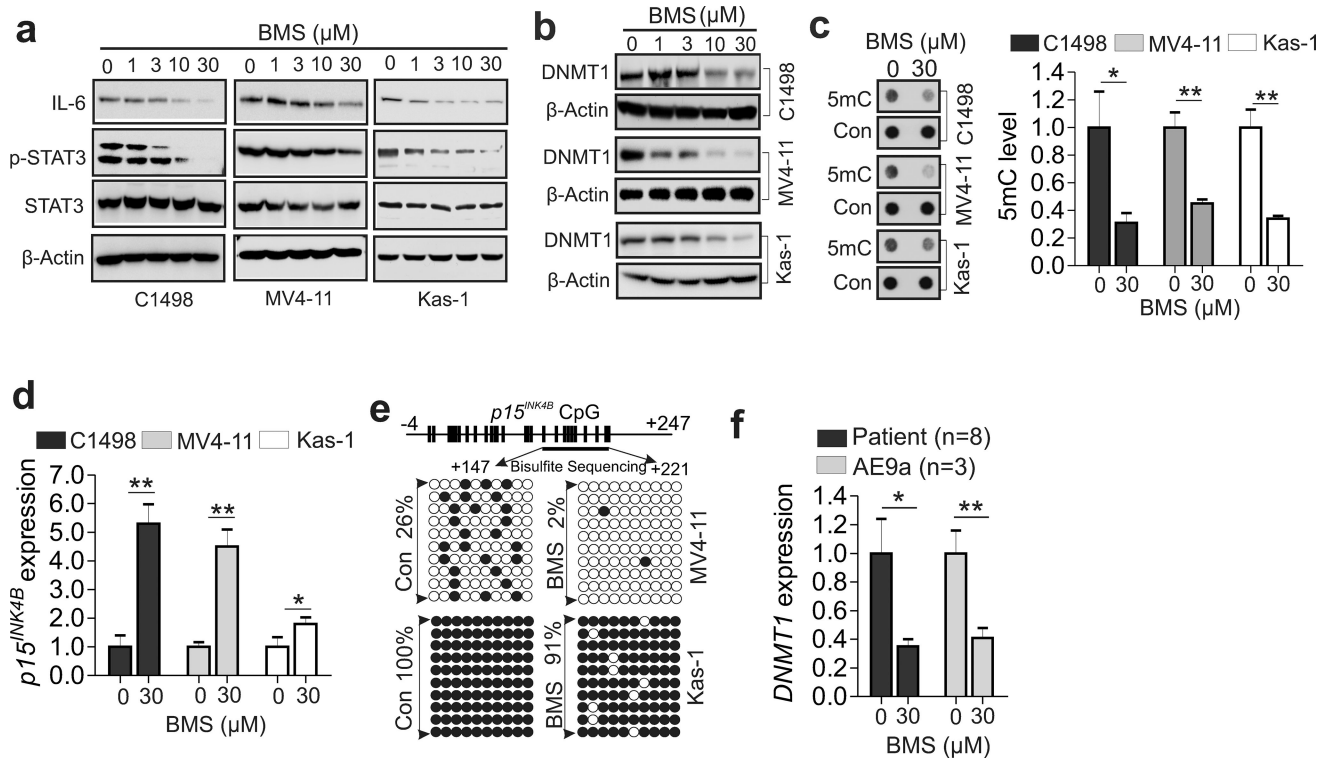 a
BMS (μM)
0 1 3 10 30 0 1 3 10 30 0 1 3 10 30
IL-6
p-STAT3
STAT3
β-Actin
C1498 MV4-11 Kas-1
b
BMS (μM)
0 1 3 10 30
DNMT1
β-Actin
C1498
DNMT1
β-Actin
MV4-11
DNMT1
β-Actin
Kas-1
c
BMS (μM)
0 30
5mC
Con
C1498
5mC
Con
MV4-11
5mC
Con
Kas-1
C1498 MV4-11 Kas-1
5mC level
1.4
1.2
1.0
0.8
0.6
0.4
0.2
0.0
* ** **
0 30 0 30 0 30
BMS (μM)
d
C1498 MV4-11 Kas-1
p15INK4B expression
7.0
6.0
5.0
4.0
3.0
2.0
1.0
0.0
** ** *
0 30 0 30 0 30
BMS (μM)
e
p15INK4B CpG
-4 +247
+147 Bisulfite Sequencing +221
Con 26%
BMS 2%
MV4-11
Con 100%
BMS 91%
Kas-1
f
Patient (n=8)
AE9a (n=3)
DNMT1 expression
1.4
1.2
1.0
0.8
0.6
0.4
0.2
0.0
* **
0 30 0 30
BMS (μM)